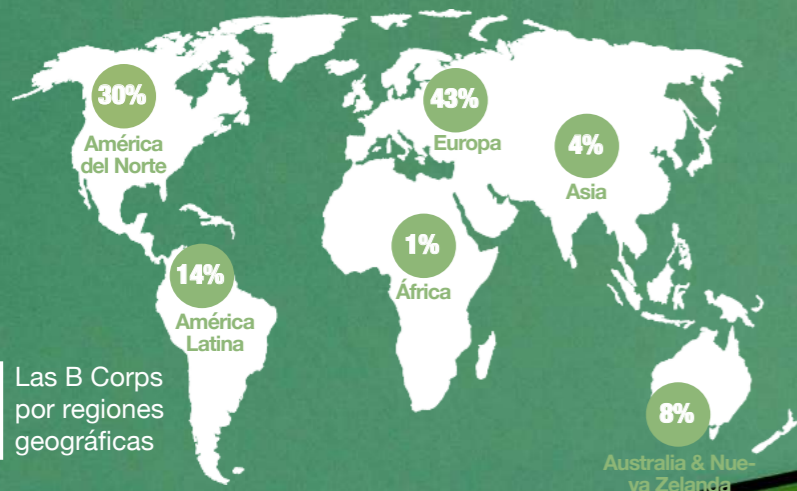 30%
América
del Norte
43%
Europa
4%
Asia
1%
África
14%
América
Latina
Las B Corps
por regiones
geográficas
8%
Australia & Nue-
va Zelanda